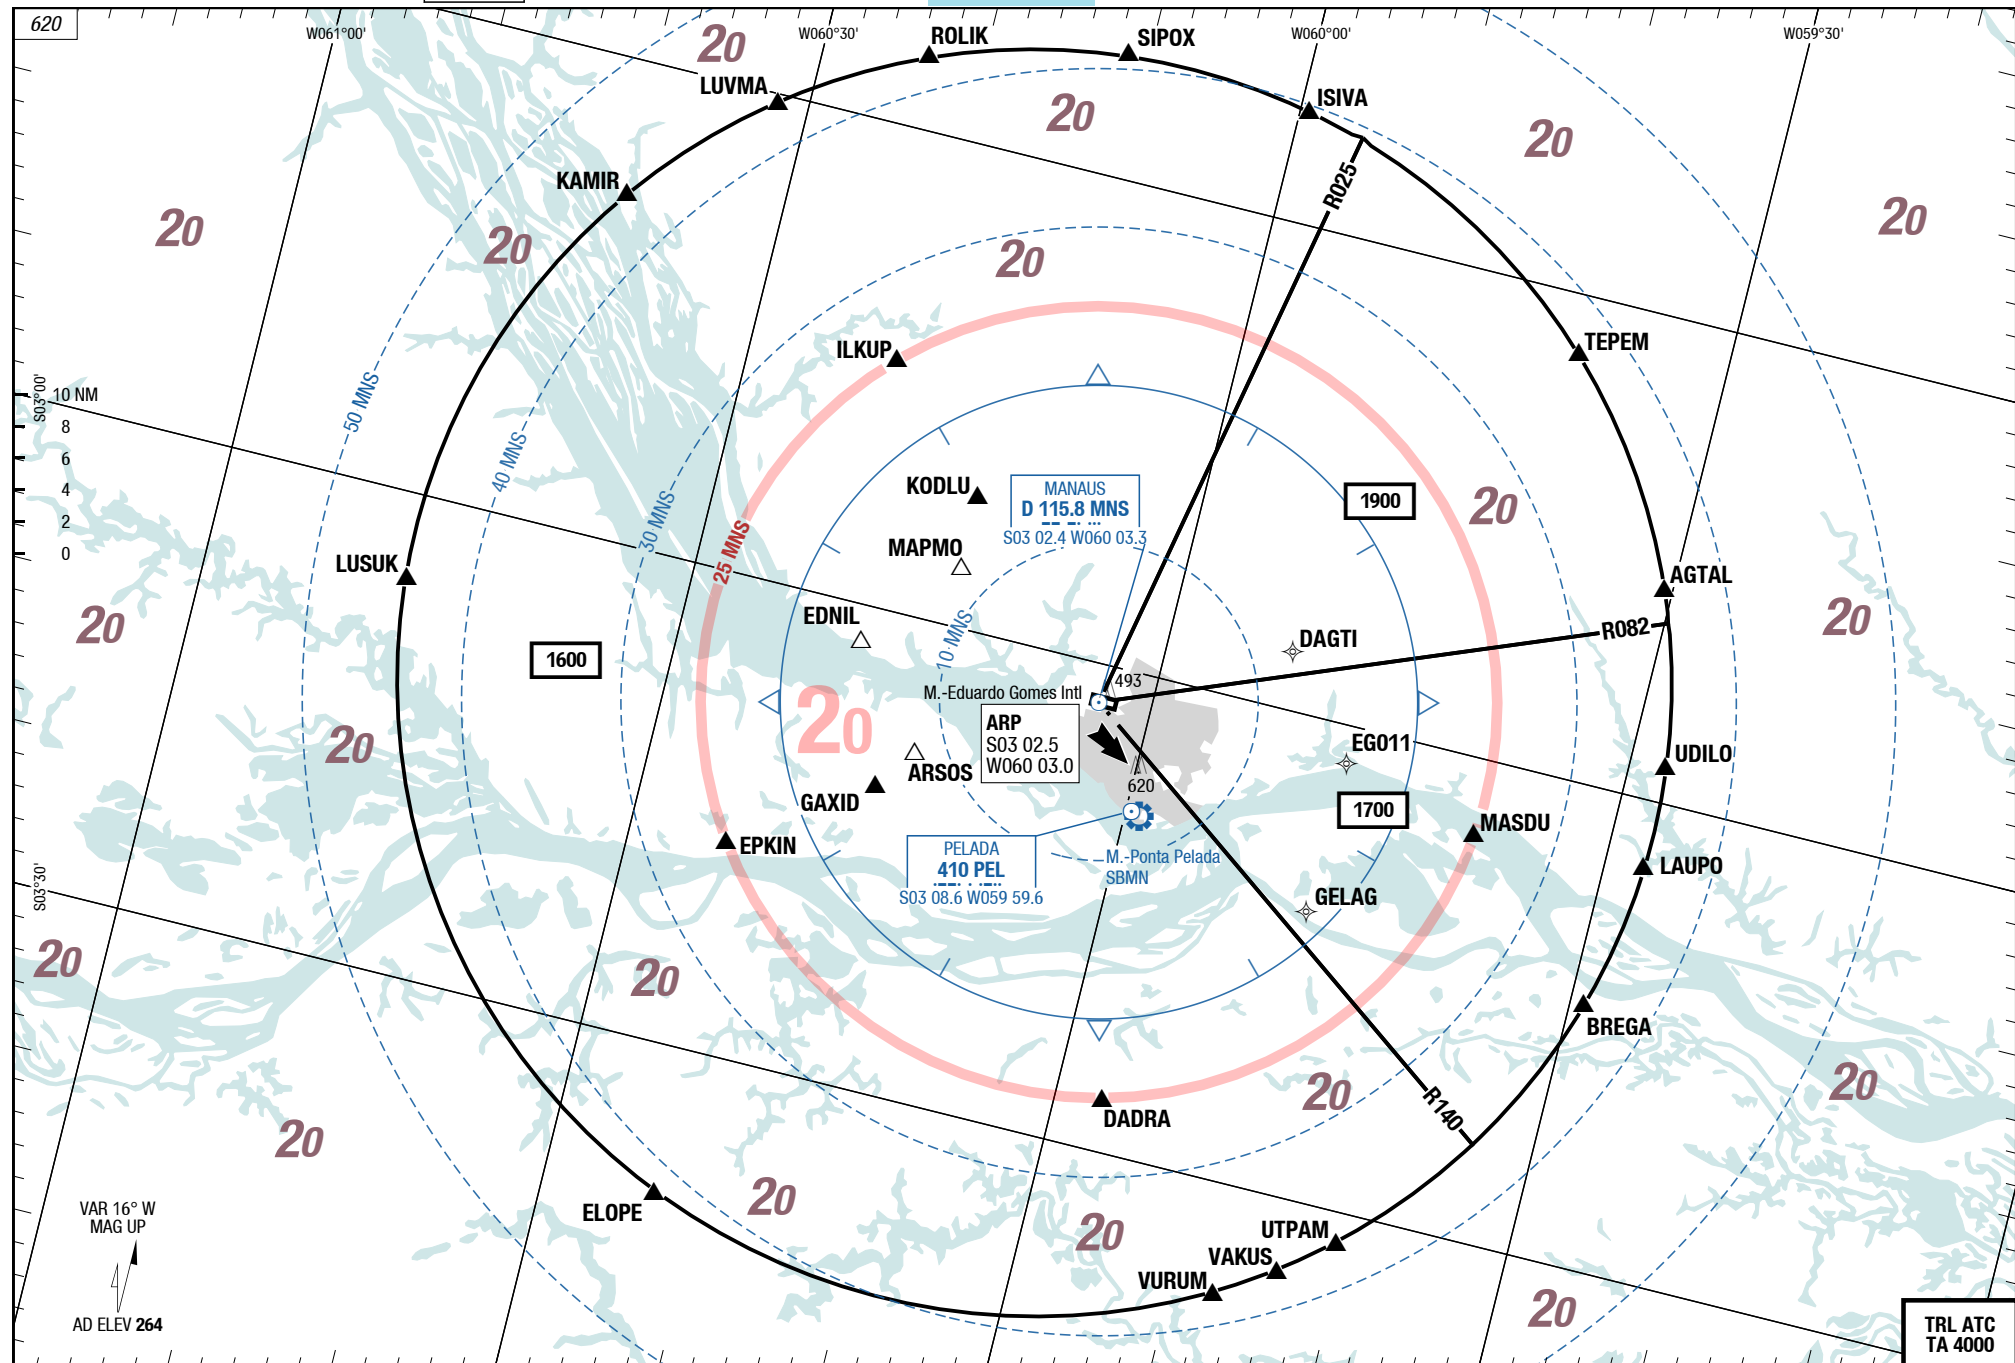 620
W061°00'
W060°30'
W060°00'
W059°30'
20
ROLIK
SIPOX
LUVMA
ISIVA
20
20
KAMIR
R025
20
20
20
20
ILKUP
TEPEM
S03°00'
10 NM
8
6
4
2
0
50 MNS
40 MNS
30 MNS
25 MNS
10 MNS
KODLU
MANAUS
D 115.8 MNS
S03 02.4 W060 03.3
1900
20
MAPMO
LUSUK
AGTAL
EDNIL
20
20
R082
DAGTI
1600
493
M.-Eduardo Gomes Intl
20
ARP
S03 02.5
W060 03.0
20
EG011
UDILO
ARSOS
GAXID
620
1700
MASDU
EPKIN
PELADA
410 PEL
S03 08.6 W059 59.6
M.-Ponta Pelada
SBMN
LAUPO
S03°30'
GELAG
20
20
BREGA
20
20
R140
DADRA
20
VAR 16° W
MAG UP
20
ELOPE
20
UTPAM
VAKUS
VURUM
20
AD ELEV 264
TRL ATC
TA 4000